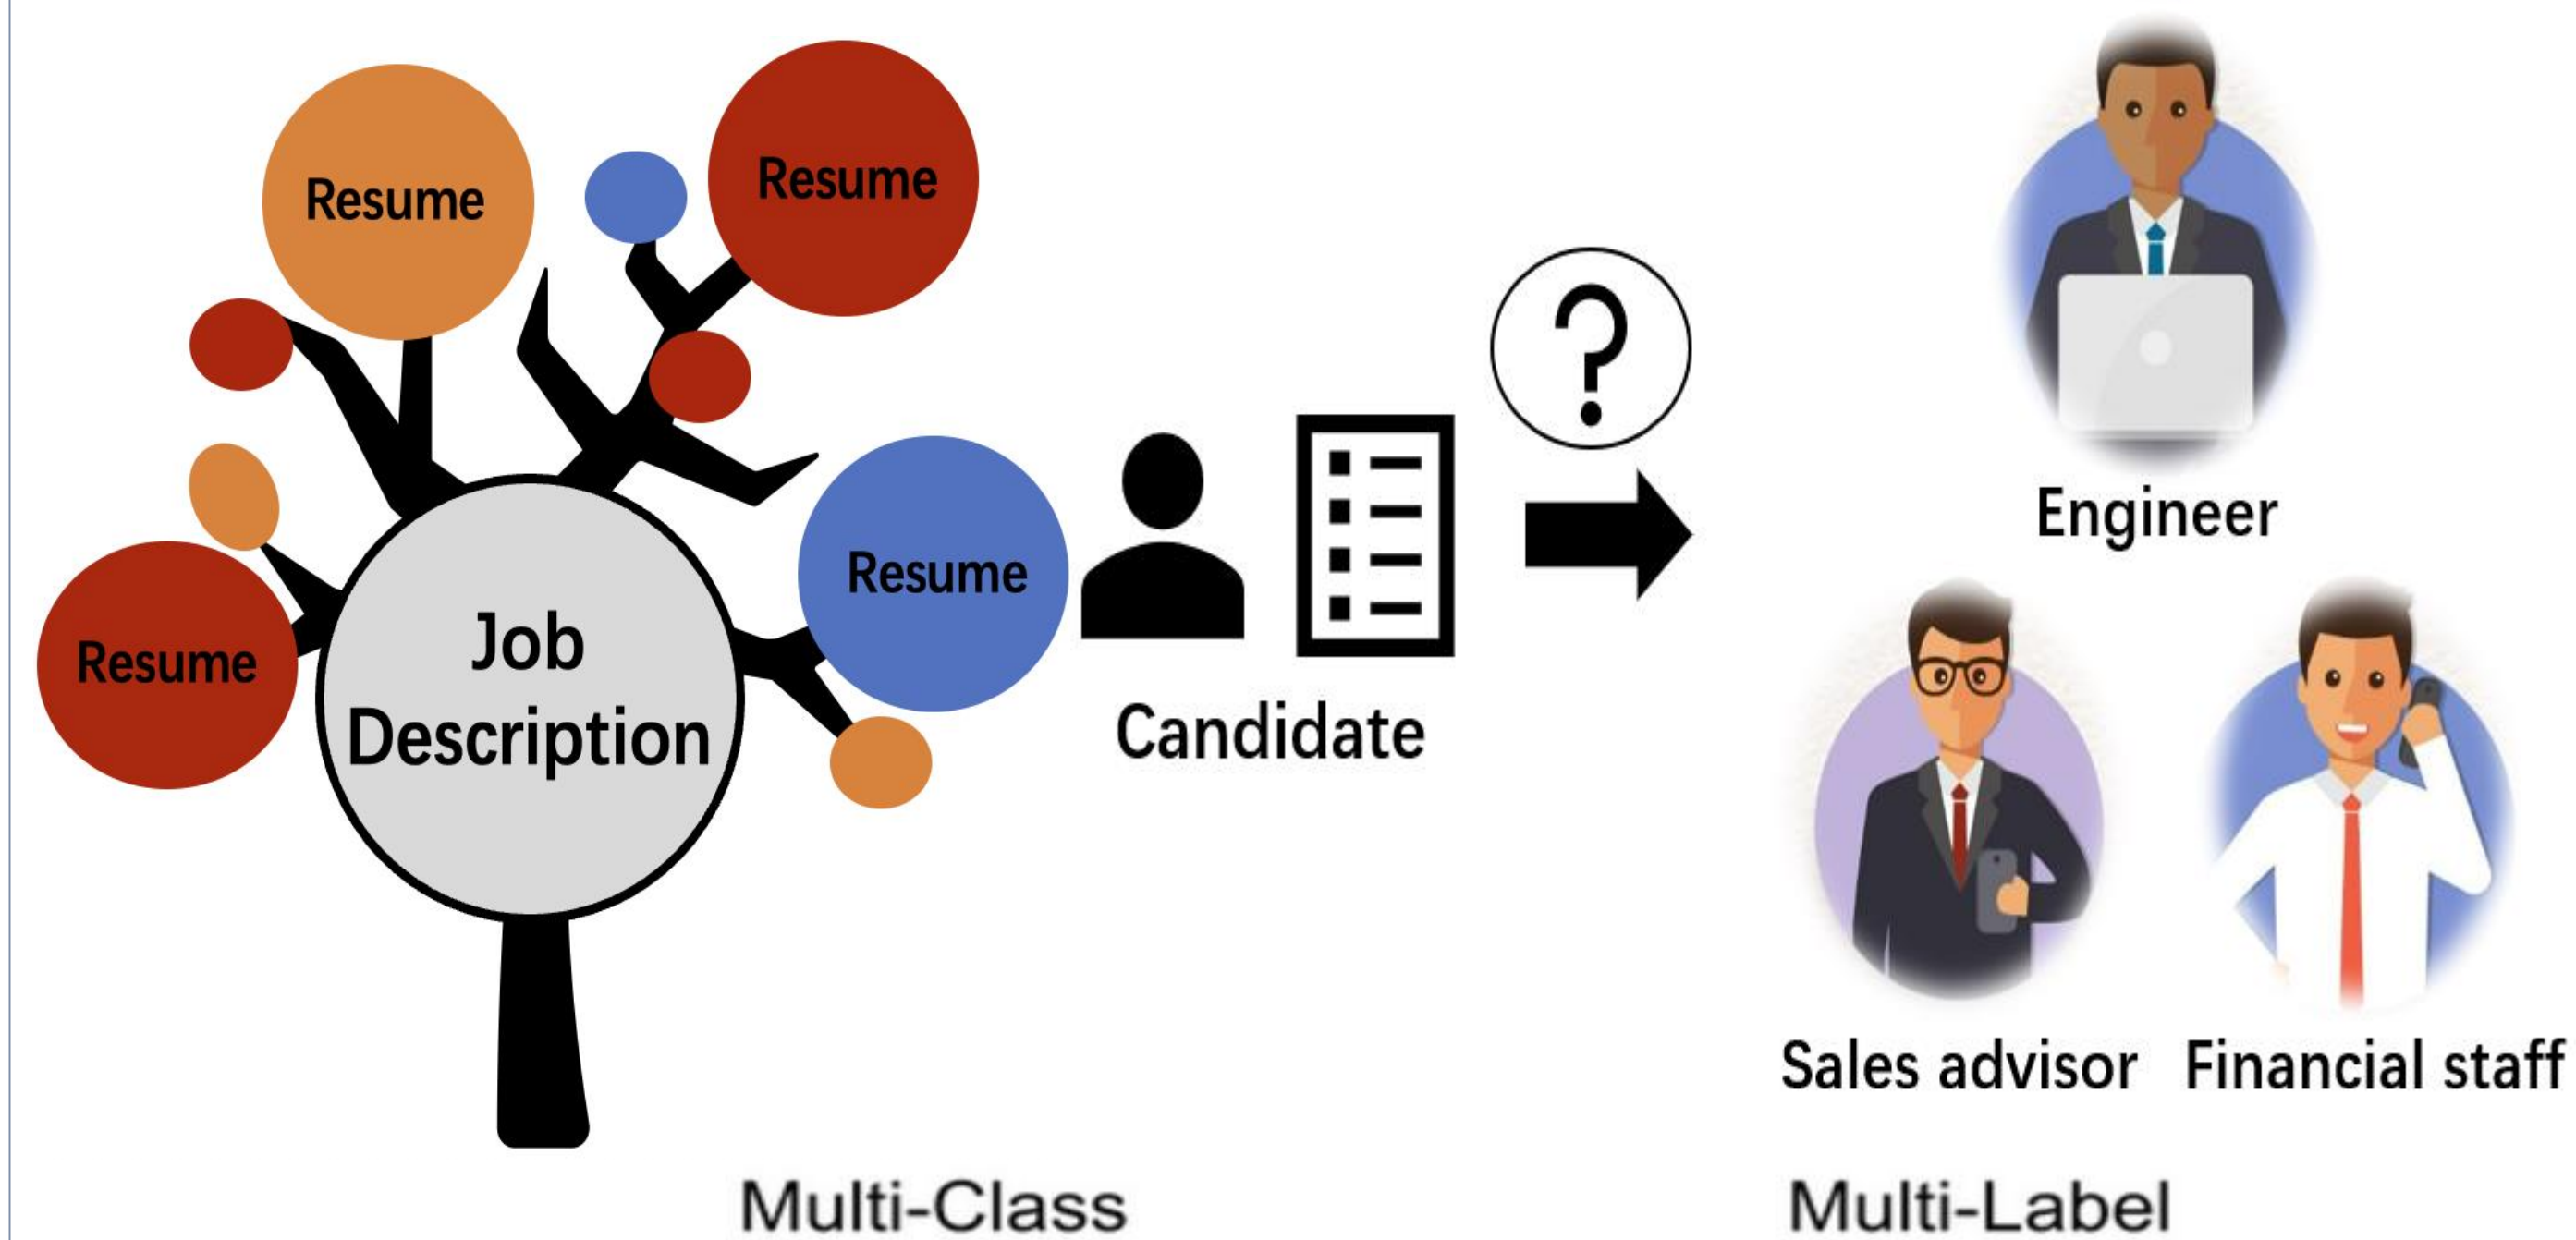 Resume
Resume
Resume
Resume
Job
Description
Candidate
?
Engineer
Sales advisor
Financial staff
Multi-Class
Multi-Label